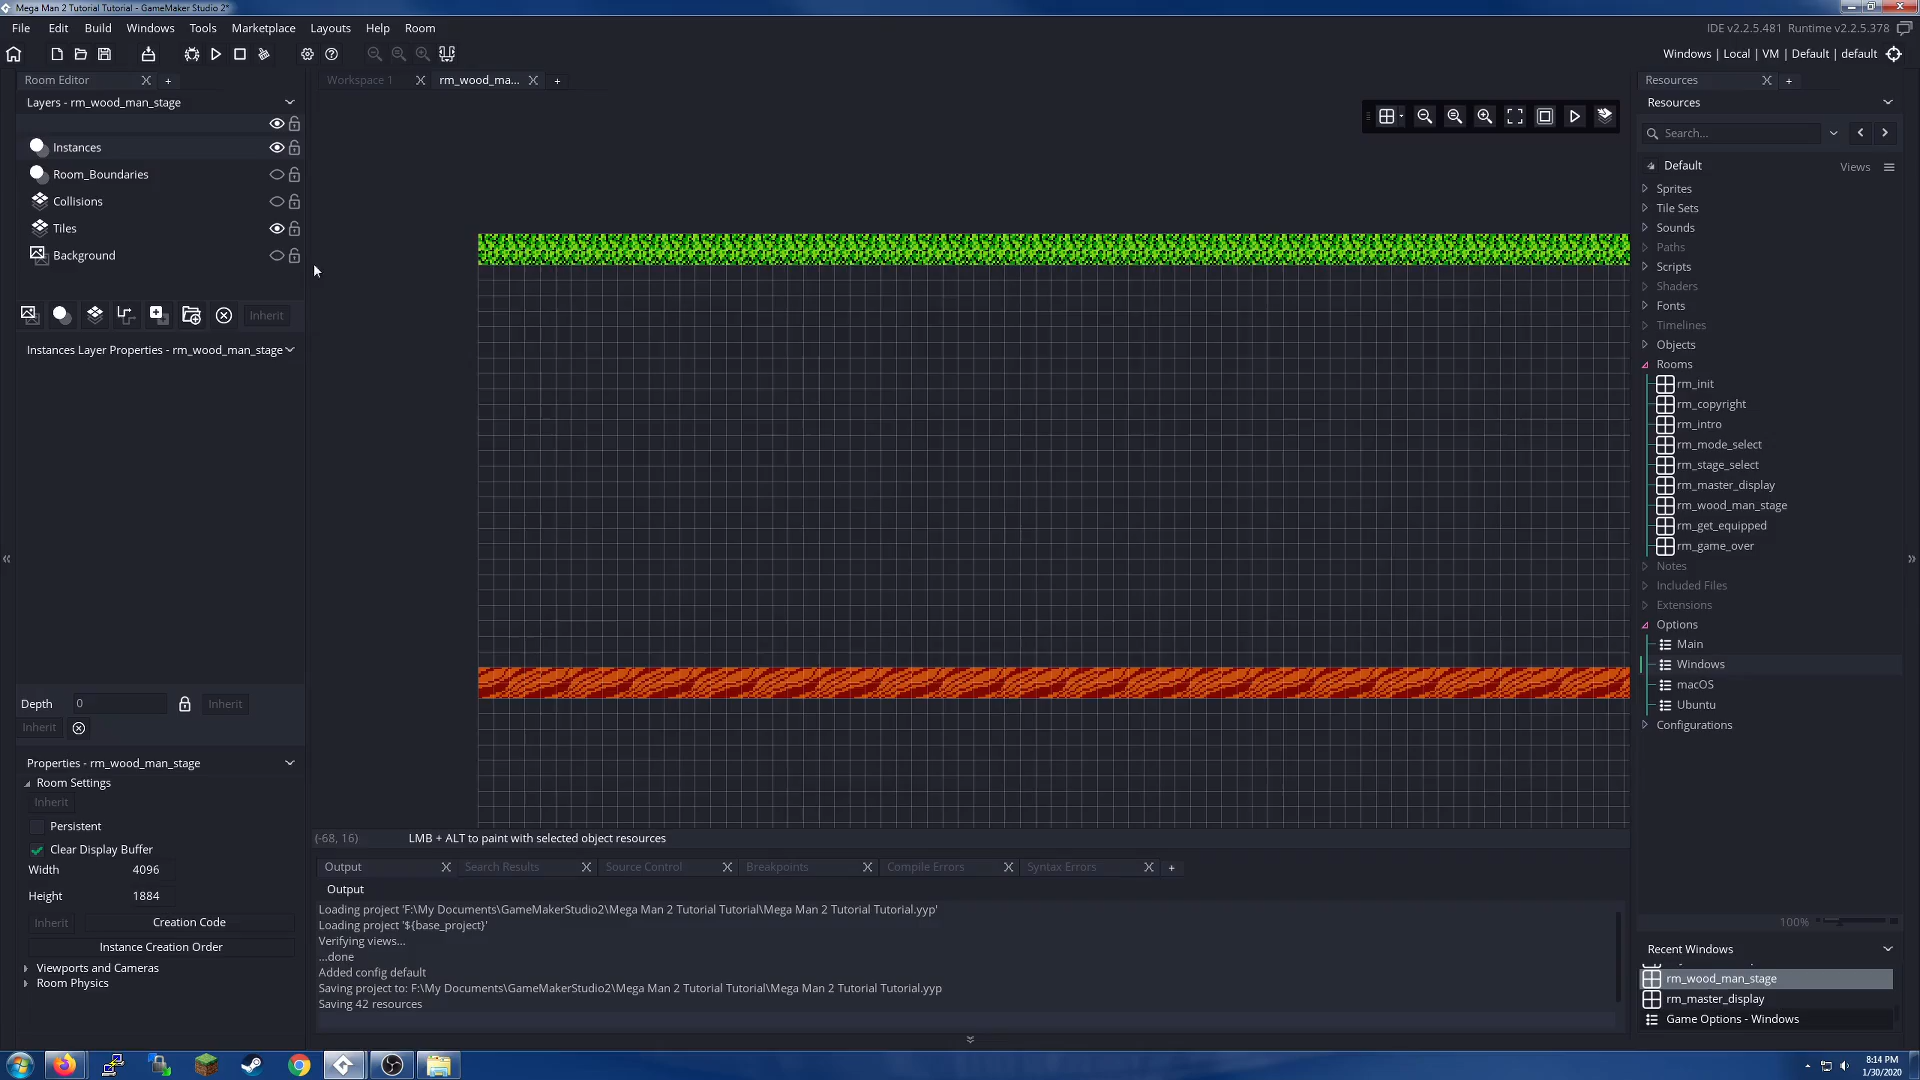 Mega Man 2 Tutorial Tutorial - GameMaker Studio 2*
File Edit Build Windows Tools Marketplace Layouts Help Room
IDE v2.2.5.481 Runtime v2.2.5.378
Windows | Local | VM | Default | default
Room Editor
Workspace 1
rm_wood_ma...
Resources
Layers - rm_wood_man_stage
Instances
Room_Boundaries
Collisions
Tiles
Background
Inherit
Instances Layer Properties - rm_wood_man_stage
Depth 0 Inherit
Inherit
Properties - rm_wood_man_stage
Room Settings
Inherit
Persistent
Clear Display Buffer
Width 4096
Height 1884
Inherit Creation Code
Instance Creation Order
Viewports and Cameras
Room Physics
(-68, 16) LMB + ALT to paint with selected object resources
Output Search Results Source Control Breakpoints Compile Errors Syntax Errors
Output
Loading project 'F:\My Documents\GameMakerStudio2\Mega Man 2 Tutorial Tutorial\Mega Man 2 Tutorial Tutorial.yyp'
Loading project '${base_project}'
Verifying views...
...done
Added config default
Saving project to: F:\My Documents\GameMakerStudio2\Mega Man 2 Tutorial Tutorial\Mega Man 2 Tutorial Tutorial.yyp
Saving 42 resources
Resources
Search...
Default Views
Sprites
Tile Sets
Sounds
Paths
Scripts
Shaders
Fonts
Timelines
Objects
Rooms
rm_init
rm_copyright
rm_intro
rm_mode_select
rm_stage_select
rm_master_display
rm_wood_man_stage
rm_get_equipped
rm_game_over
Notes
Included Files
Extensions
Options
Main
Windows
macOS
Ubuntu
Configurations
100%
Recent Windows
rm_wood_man_stage
rm_master_display
Game Options - Windows
8:14 PM
1/30/2020